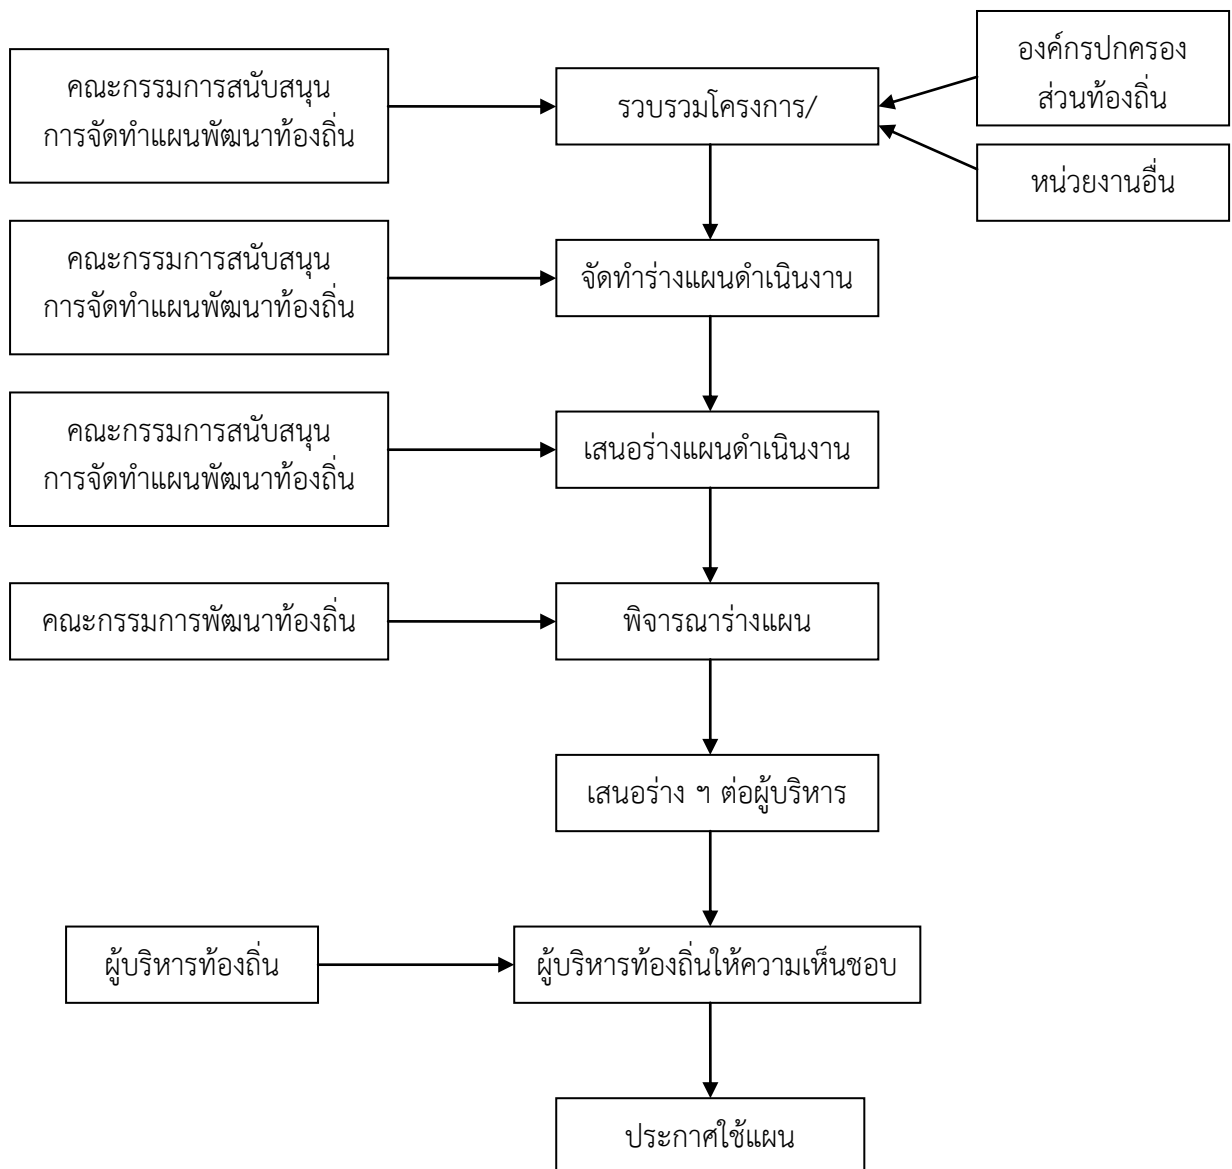 องค์กรปกครอง
ส่วนท้องถิ่น
คณะกรรมการสนับสนุน
การจัดทำแผนพัฒนาท้องถิ่น
รวบรวมโครงการ/
หน่วยงานอื่น
คณะกรรมการสนับสนุน
การจัดทำแผนพัฒนาท้องถิ่น
จัดทำร่างแผนดำเนินงาน
คณะกรรมการสนับสนุน
การจัดทำแผนพัฒนาท้องถิ่น
เสนอร่างแผนดำเนินงาน
คณะกรรมการพัฒนาท้องถิ่น
พิจารณาร่างแผน
เสนอร่าง ฯ ต่อผู้บริหาร
ผู้บริหารท้องถิ่น
ผู้บริหารท้องถิ่นให้ความเห็นชอบ
ประกาศใช้แผน